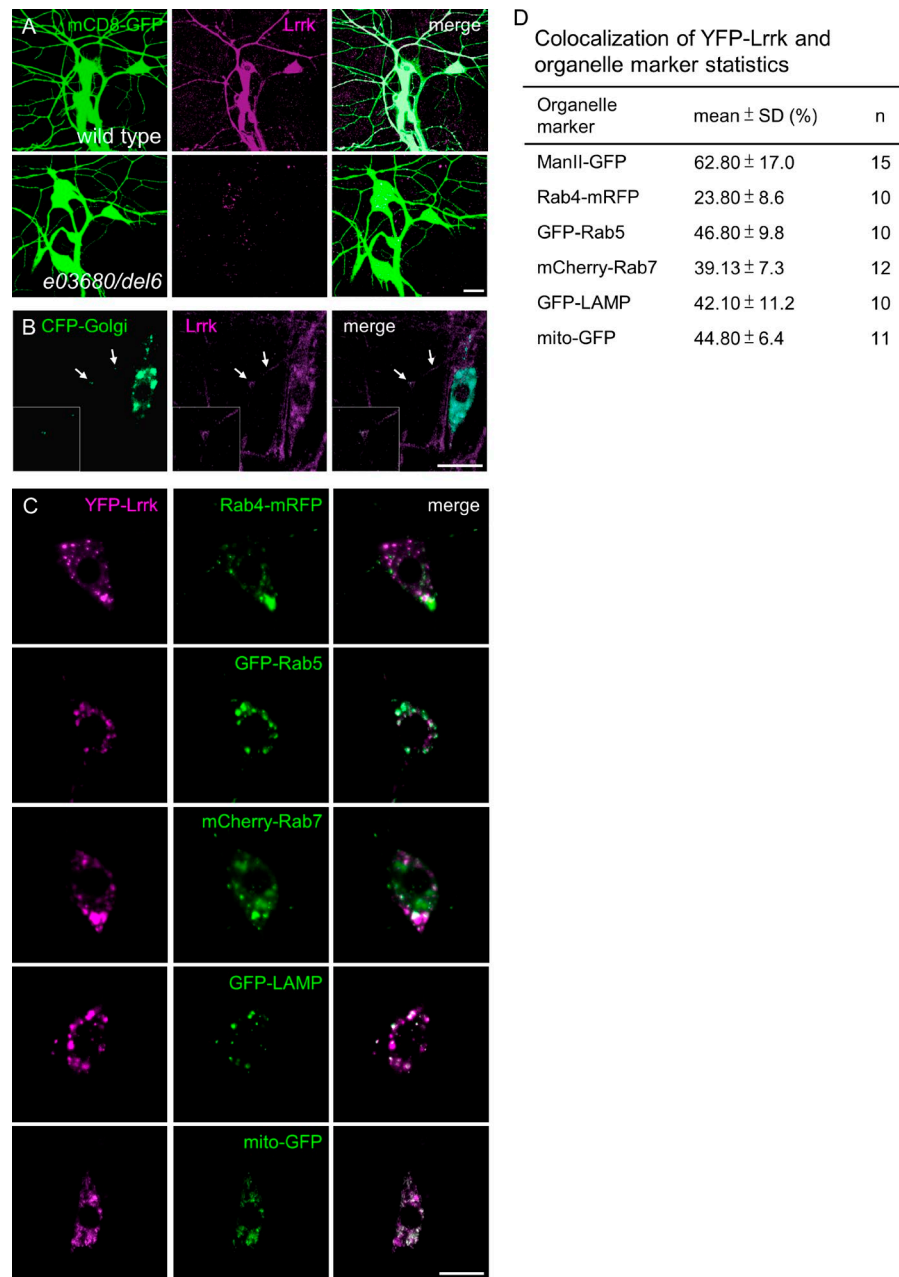 A
mCD8-GFP
Lrrk
merge
wild type
e03680/del6
B
CFP-Golgi
Lrrk
merge
C
YFP-Lrrk
Rab4-mRFP
merge
GFP-Rab5
mCherry-Rab7
GFP-LAMP
mito-GFP
D
Colocalization of YFP-Lrrk and
organelle marker statistics
Organelle
marker
mean ± SD (%)
n
ManII-GFP 62.80 ± 17.0 15
Rab4-mRFP 23.80 ± 8.6 10
GFP-Rab5 46.80 ± 9.8 10
mCherry-Rab7 39.13 ± 7.3 12
GFP-LAMP 42.10 ± 11.2 10
mito-GFP 44.80 ± 6.4 11